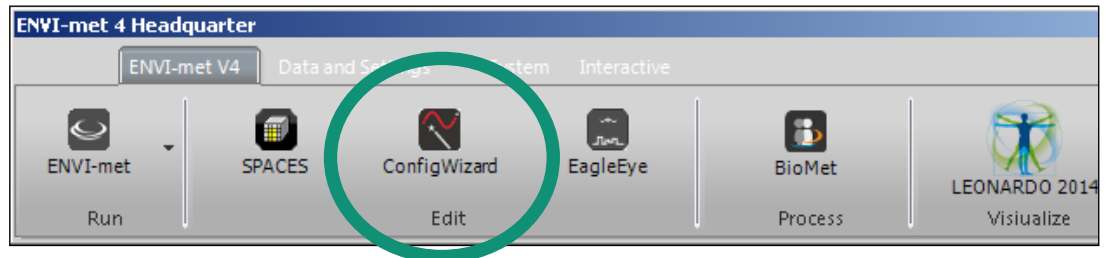 ENVI-met 4 Headquarter
ENVI-met V4 Data and Settings System Interactive
ENVI-met SPACES ConfigWizard EagleEye BioMet LEONARDO 2014
Run Edit Process Visiualize